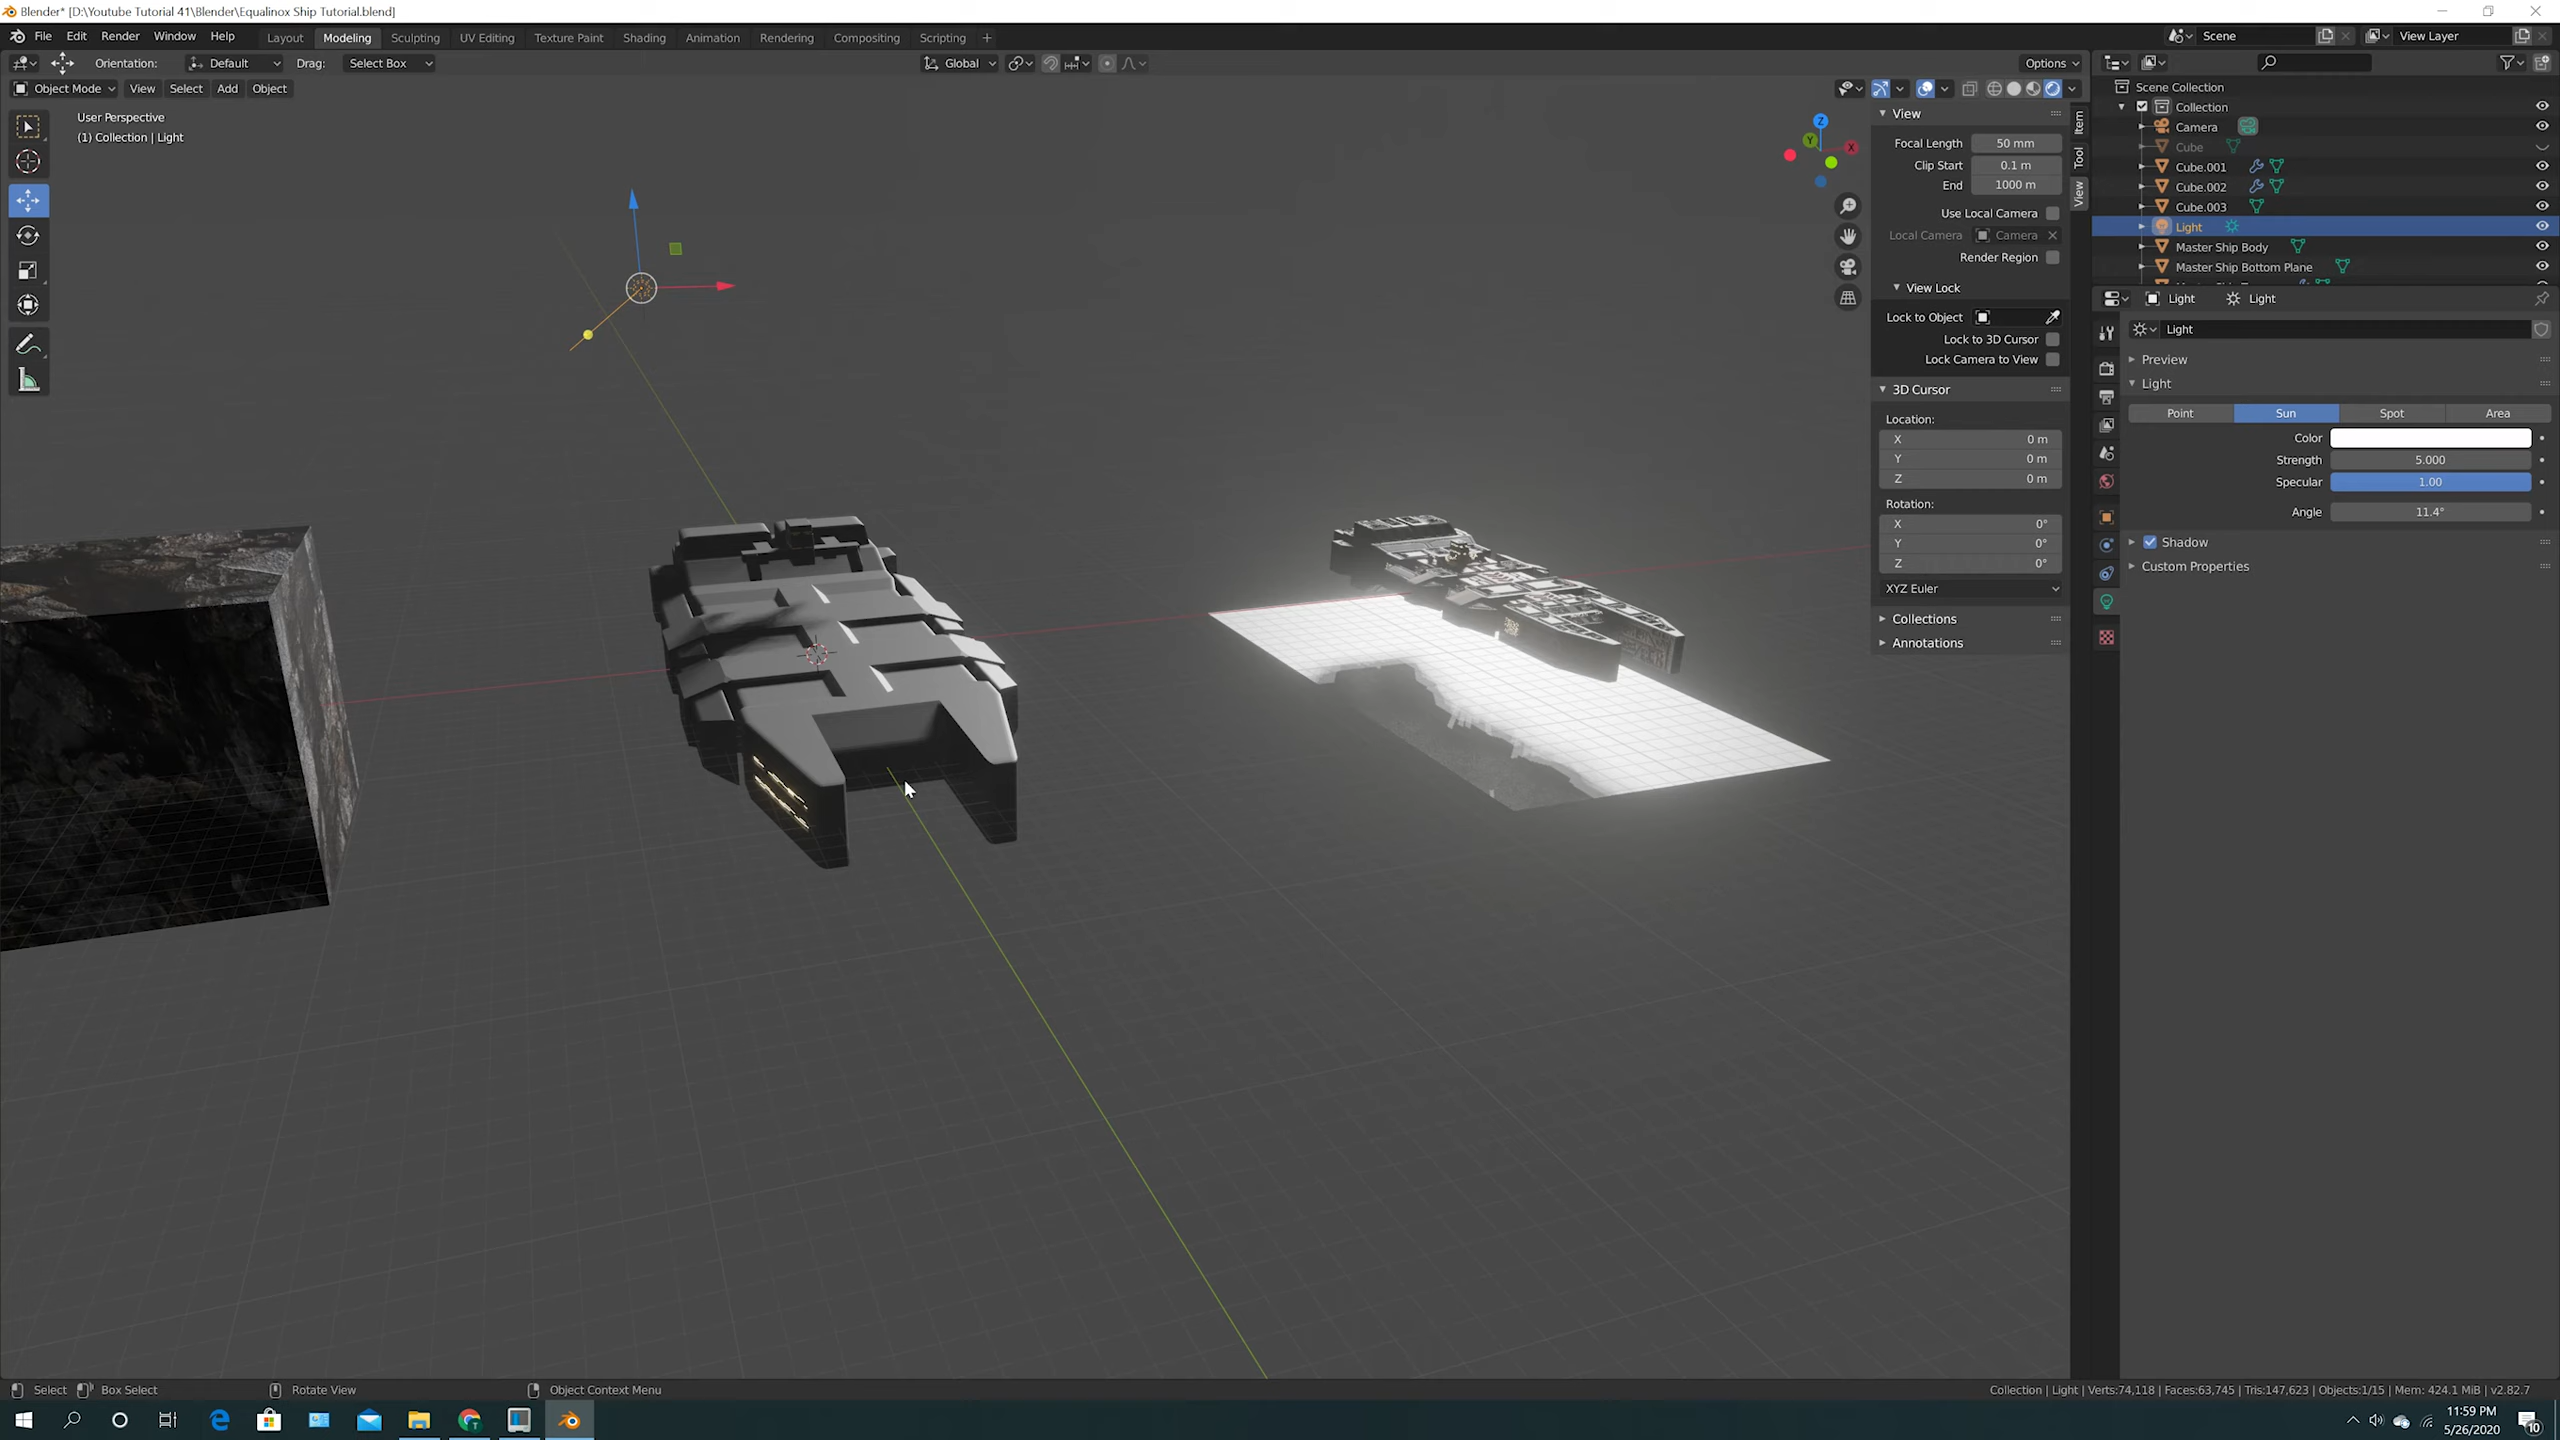 Blender* [D:\Youtube Tutorial 41\Blender\Equalinox Ship Tutorial.blend]
File Edit Render Window Help Layout Modeling Sculpting UV Editing Texture Paint Shading Animation Rendering Compositing Scripting + Scene View Layer
Orientation: Default Drag: Select Box Global Options
Object Mode View Select Add Object
User Perspective
(1) Collection | Light
Z
Y
X
View
Focal Length 50 mm
Clip Start 0.1 m
End 1000 m
Use Local Camera
Local Camera Camera
Render Region
View Lock
Lock to Object
Lock to 3D Cursor
Lock Camera to View
3D Cursor
Location:
X 0 m
Y 0 m
Z 0 m
Rotation:
X 0°
Y 0°
Z 0°
XYZ Euler
Collections
Annotations
Item
Tool
View
Scene Collection
Collection
Camera
Cube
Cube.001
Cube.002
Cube.003
Light
Master Ship Body
Master Ship Bottom Plane
Light Light
Light
Preview
Light
Point Sun Spot Area
Color
Strength 5.000
Specular 1.00
Angle 11.4°
Shadow
Custom Properties
Select Box Select Rotate View Object Context Menu
Collection | Light | Verts:74,118 | Faces:63,745 | Tris:147,623 | Objects:1/15 | Mem: 424.1 MiB | v2.82.7
11:59 PM
5/26/2020
10